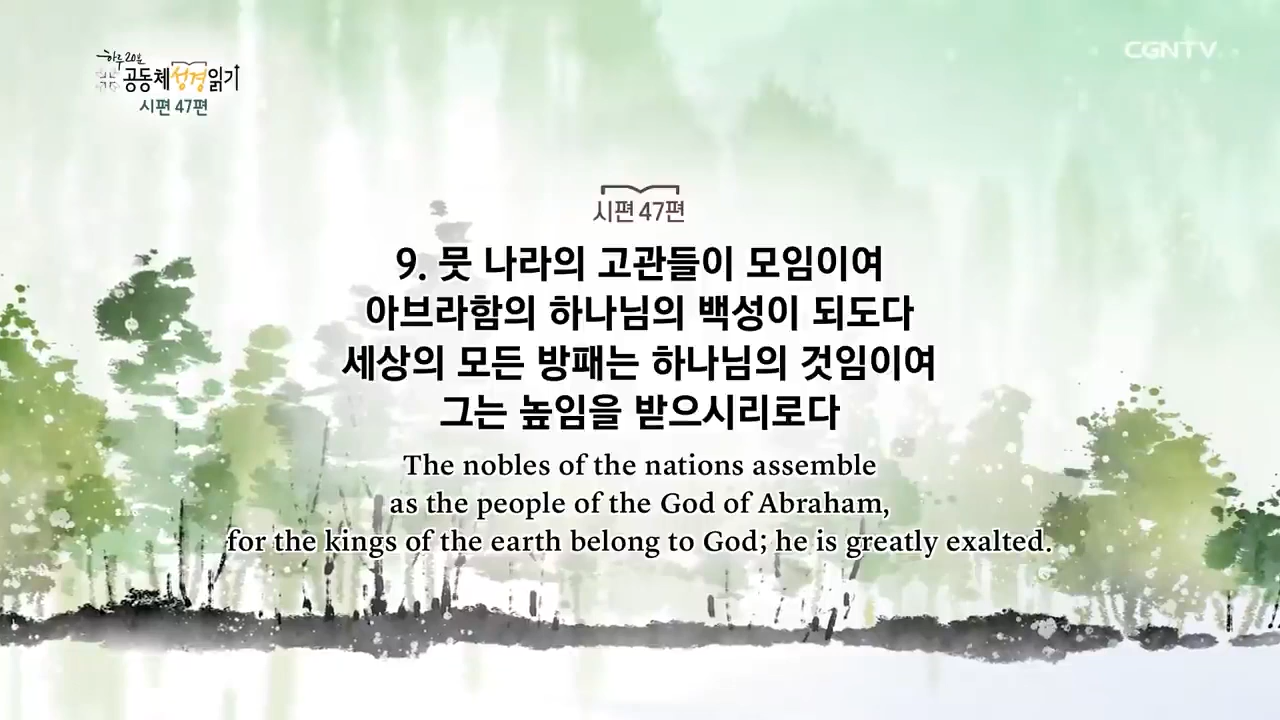 하루 20분
공동체성경읽기
시편 47편
CGNTV
시편 47편
9. 뭇 나라의 고관들이 모임이여
아브라함의 하나님의 백성이 되도다
세상의 모든 방패는 하나님의 것임이여
그는 높임을 받으시리로다
The nobles of the nations assemble
as the people of the God of Abraham,
for the kings of the earth belong to God; he is greatly exalted.